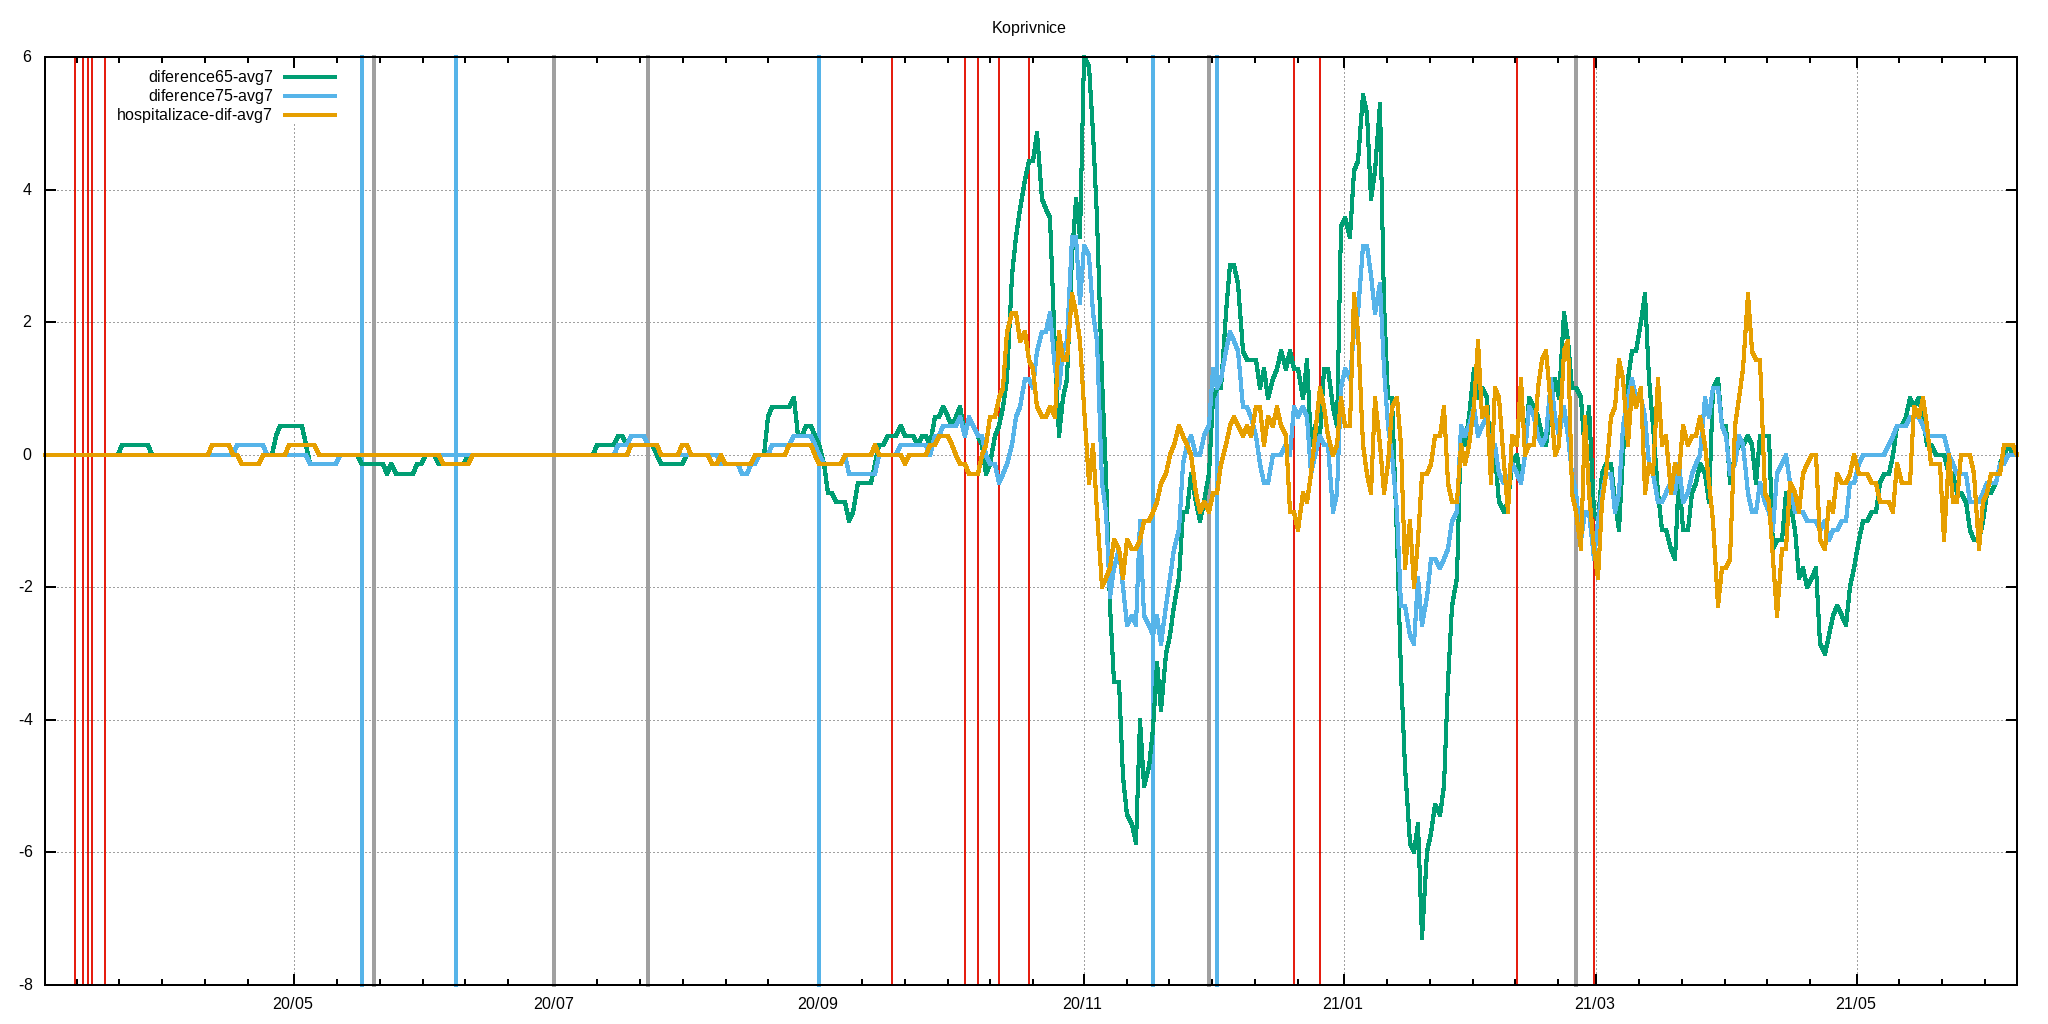 Koprivnice
diference65-avg7
diference75-avg7
hospitalizace-dif-avg7
6
4
2
0
-2
-4
-6
-8
20/05 20/07 20/09 20/11 21/01 21/03 21/05